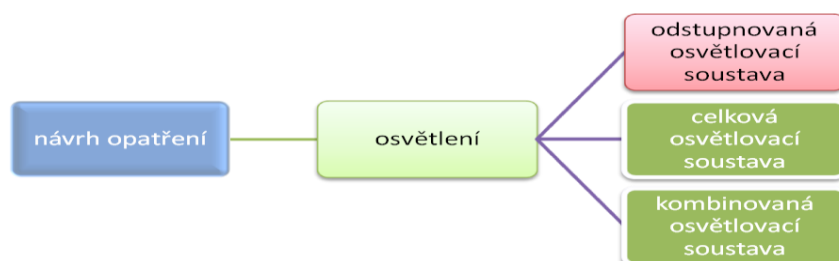 návrh opatření
osvětlení
odstupnovaná
osvětlovací
soustava
celková
osvětlovací
soustava
kombinovaná
osvětlovací
soustava